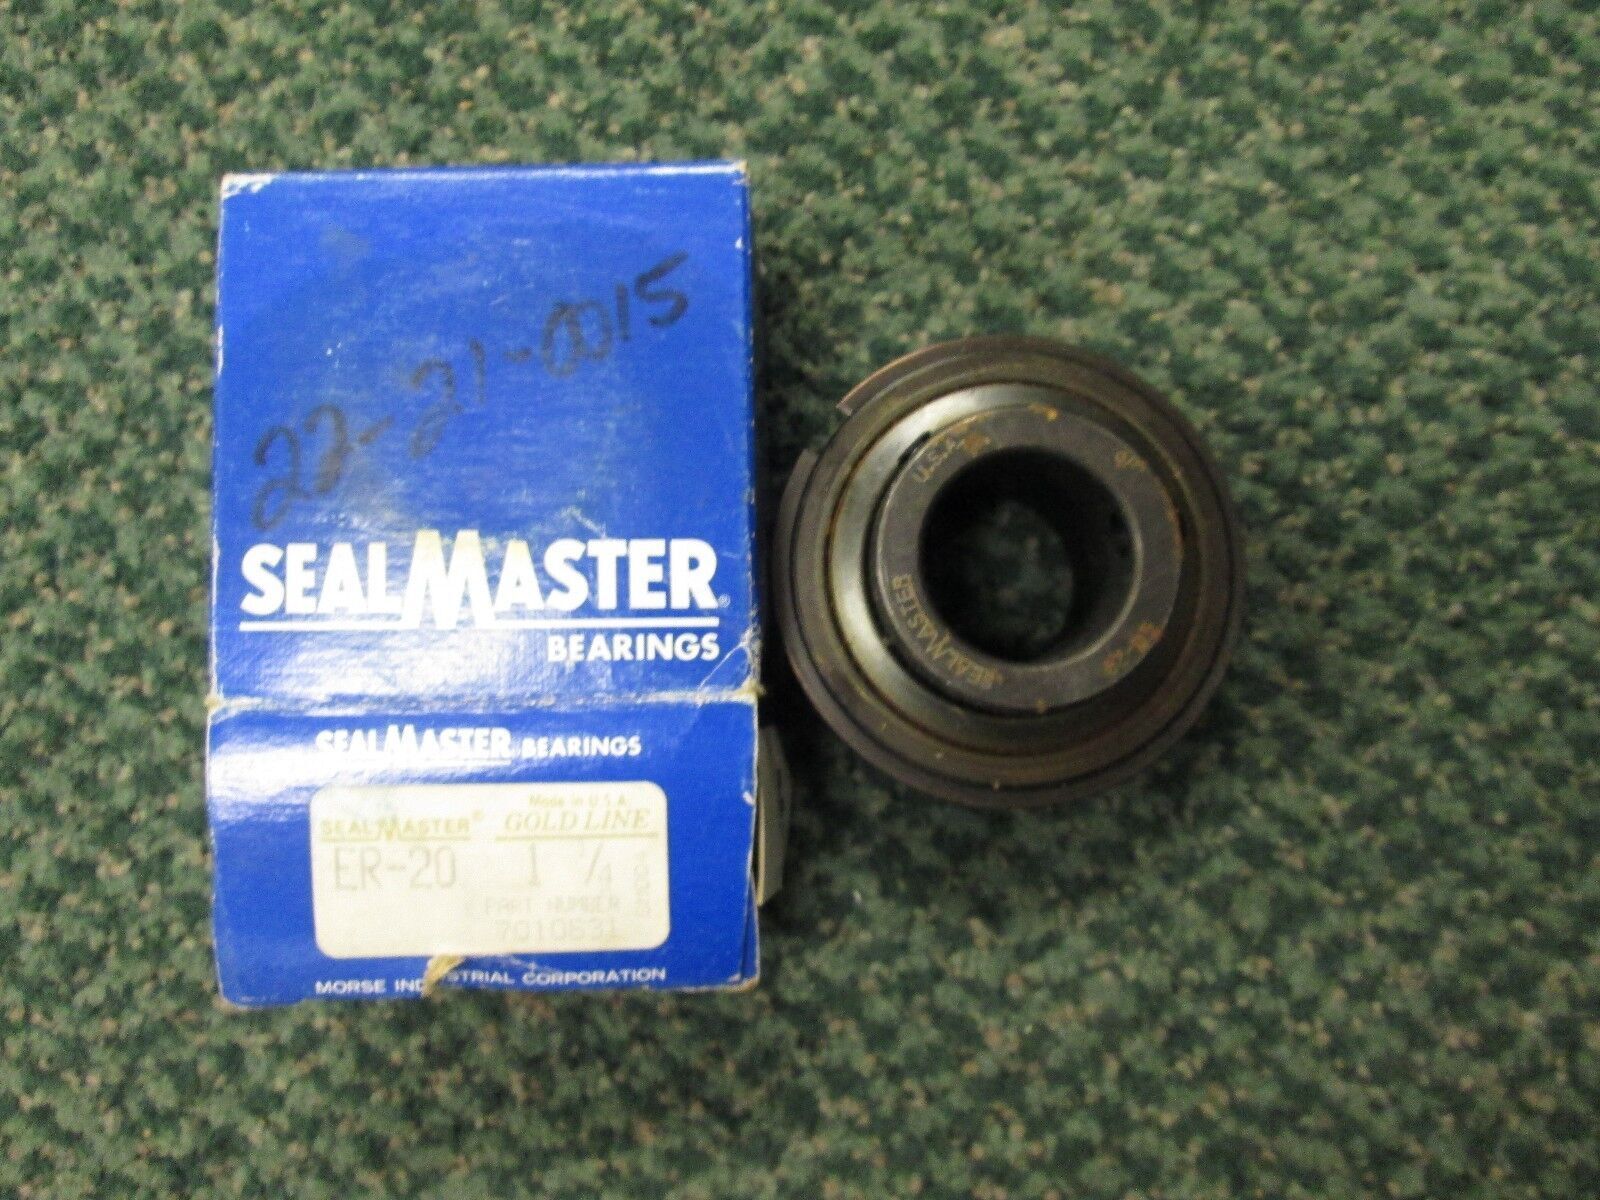 22-21-0015
SEALMASTER®
BEARINGS
SEALMASTER BEARINGS
Made in U.S.A.
SEALMASTER® GOLD LINE
ER-20 1 1/4
PART NUMBER
7010631
MORSE INDUSTRIAL CORPORATION
U.S.A.
SEALMASTER